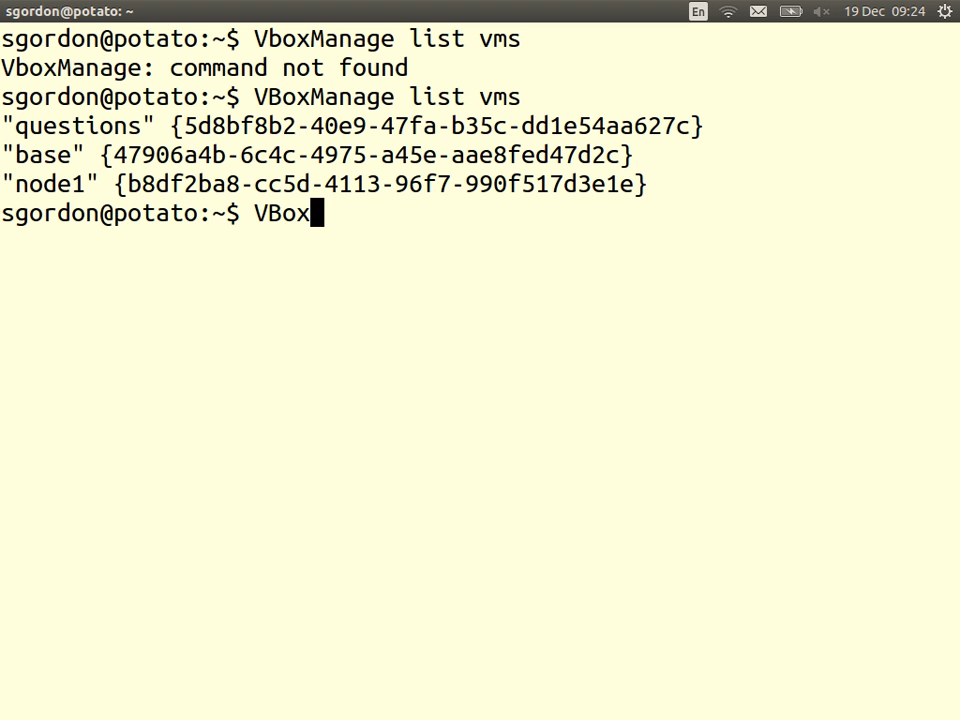 sgordon@potato: ~
En
19 Dec 09:24
sgordon@potato:~$ VboxManage list vms
VboxManage: command not found
sgordon@potato:~$ VBoxManage list vms
"questions" {5d8bf8b2-40e9-47fa-b35c-dd1e54aa627c}
"base" {47906a4b-6c4c-4975-a45e-aae8fed47d2c}
"node1" {b8df2ba8-cc5d-4113-96f7-990f517d3e1e}
sgordon@potato:~$ VBox